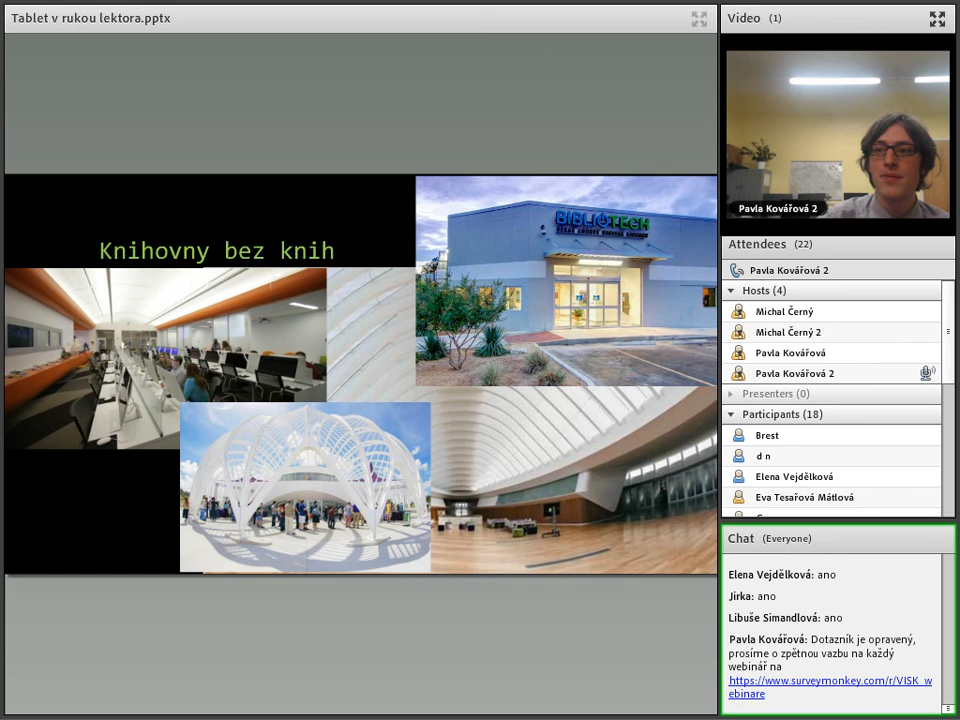 Tablet v rukou lektora.pptx
Knihovny bez knih
BIBLIOTECH
Video (1)
Pavla Kovářová 2
Attendees (22)
Pavla Kovářová 2
Hosts (4)
Michal Černý
Michal Černý 2
Pavla Kovářová
Pavla Kovářová 2
Presenters (0)
Participants (18)
Brest
d n
Elena Vejdělková
Eva Tesařová Mátlová
Chat (Everyone)
Elena Vejdělková: ano
Jirka: ano
Libuše Simandlová: ano
Pavla Kovářová: Dotazník je opravený,
prosíme o zpětnou vazbu na každý
webinář na
https://www.surveymonkey.com/r/VISK_w
ebinare